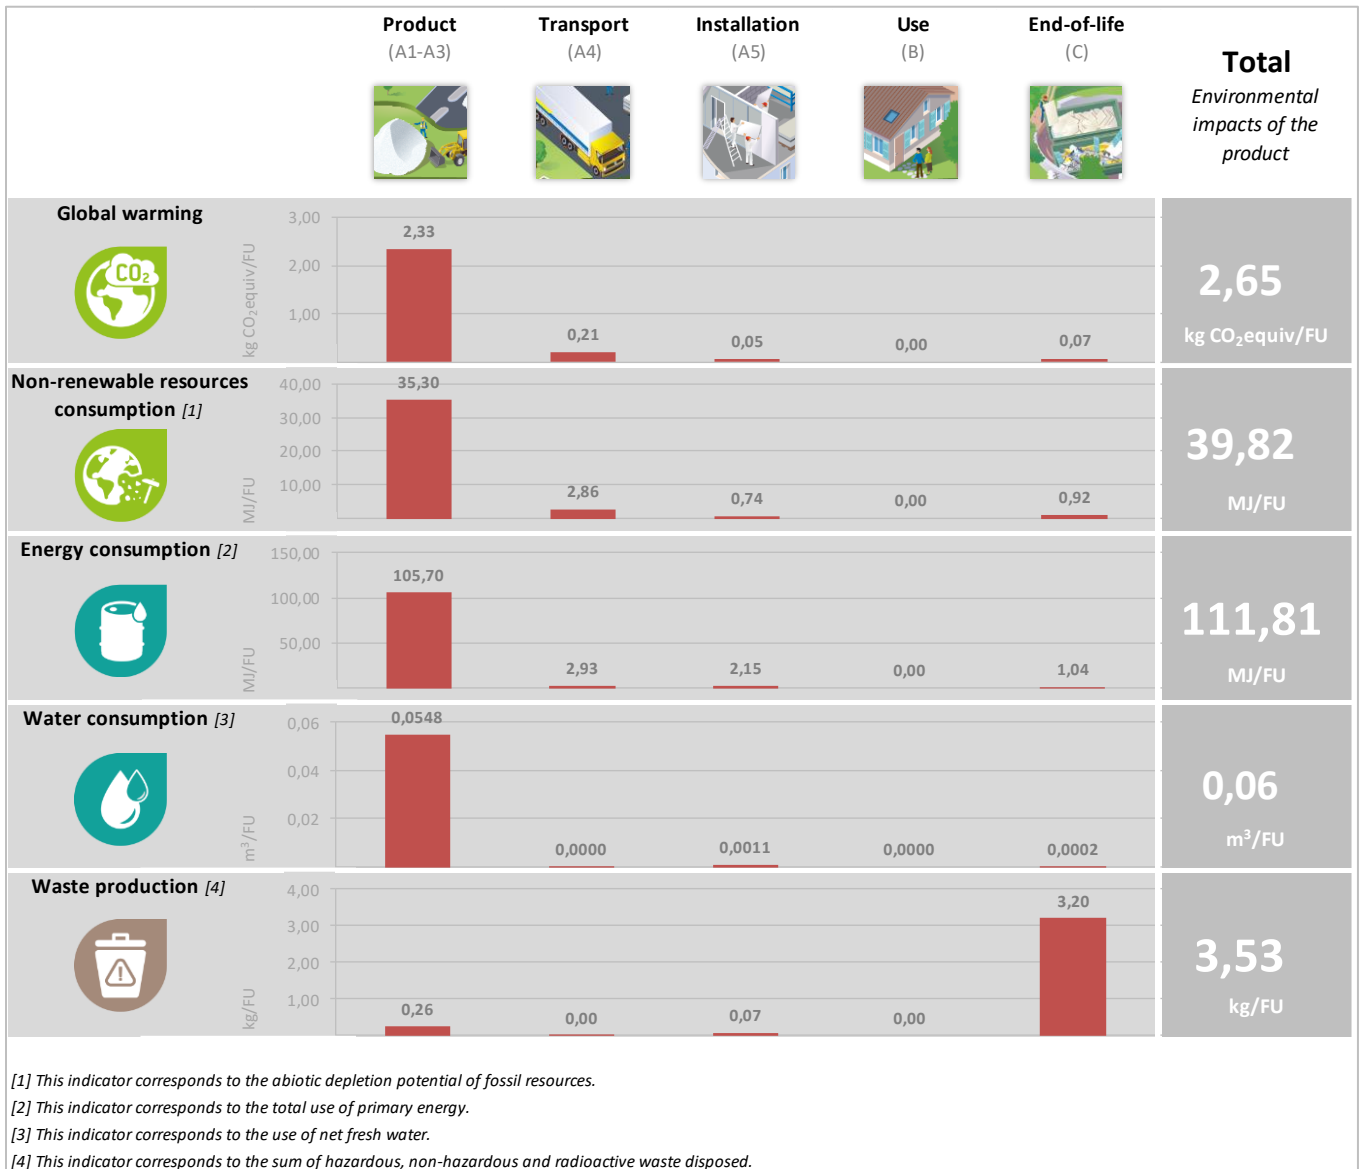 Product
(A1-A3)
Transport
(A4)
Installation
(A5)
Use
(B)
End-of-life
(C)
Total
Environmental
impacts of the
product
Global warming
CO₂
kg CO₂equiv/FU
3,00
2,00
1,00
2,33
0,21
0,05
0,00
0,07
2,65
kg CO₂equiv/FU
Non-renewable resources
consumption [1]
MJ/FU
40,00
30,00
20,00
10,00
35,30
2,86
0,74
0,00
0,92
39,82
MJ/FU
Energy consumption [2]
MJ/FU
150,00
100,00
50,00
105,70
2,93
2,15
0,00
1,04
111,81
MJ/FU
Water consumption [3]
m³/FU
0,06
0,04
0,02
0,0548
0,0000
0,0011
0,0000
0,0002
0,06
m³/FU
Waste production [4]
kg/FU
4,00
3,00
2,00
1,00
0,26
0,00
0,07
0,00
3,20
3,53
kg/FU
[1] This indicator corresponds to the abiotic depletion potential of fossil resources.
[2] This indicator corresponds to the total use of primary energy.
[3] This indicator corresponds to the use of net fresh water.
[4] This indicator corresponds to the sum of hazardous, non-hazardous and radioactive waste disposed.